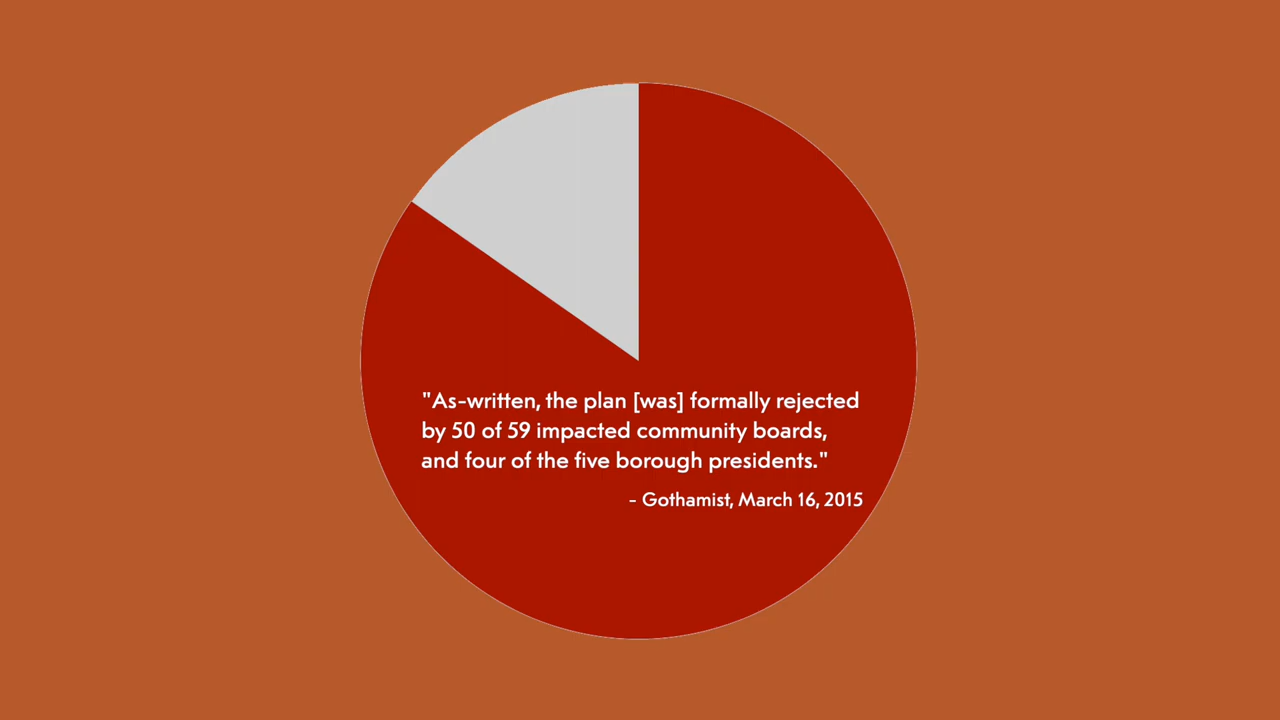 "As-written, the plan [was] formally rejected
by 50 of 59 impacted community boards,
and four of the five borough presidents."
- Gothamist, March 16, 2015